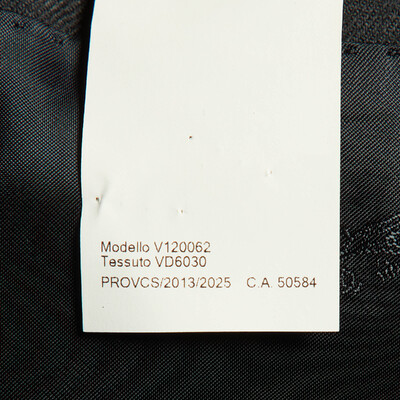 Modello V120062
Tessuto VD6030
PROVCS/2013/2025 C.A. 50584